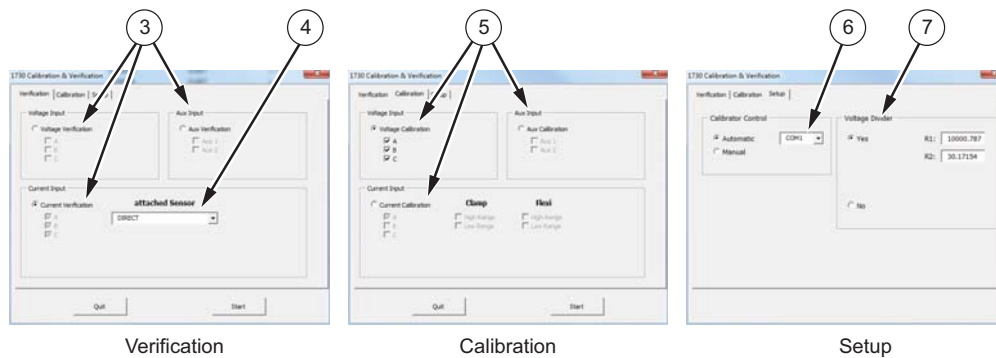 3
4
5
6
7
1730 Calibration & Verification
Verification Calibration
Voltage Input
Voltage Verification
A
B
C
Aux Input
Aux Verification
Aux 1
Aux 2
Current Input
Current Verification
A
B
C
attached Sensor
DIRECT
Quit
Start
Verification
1730 Calibration & Verification
Verification Calibration
Voltage Input
Voltage Calibration
A
B
C
Aux Input
Aux Calibration
Aux 1
Aux 2
Current Input
Current Calibration
A
B
C
Clamp
High Range
Low Range
Flexi
High Range
Low Range
Quit
Start
Calibration
1730 Calibration & Verification
Verification Calibration Setup
Calibrator Control
Automatic
COM1
Manual
Voltage Divider
Yes
R1: 10000.787
R2: 30.17154
No
Setup